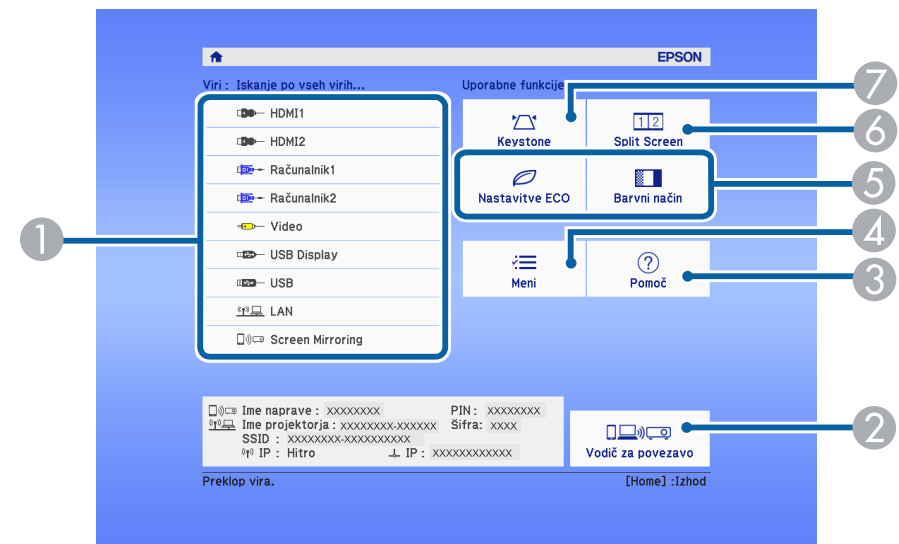 EPSON
Viri : Iskanje po vseh virih...
HDMI1
HDMI2
Računalnik1
Računalnik2
Video
USB Display
USB
LAN
Screen Mirroring
Uporabne funkcije
Keystone
1 2
Split Screen
Nastavitve ECO
Barvni način
Meni
?
Pomoč
Ime naprave : XXXXXXXX PIN : XXXXXXXX
Ime projektorja : XXXXXXXX-XXXXXX Šifra: XXXX
SSID : XXXXXXXX-XXXXXXXXXX
IP : Hitro IP : XXXXXXXXXXXX
Vodič za povezavo
Preklop vira.
[Home] :Izhod
1
7
6
5
4
3
2